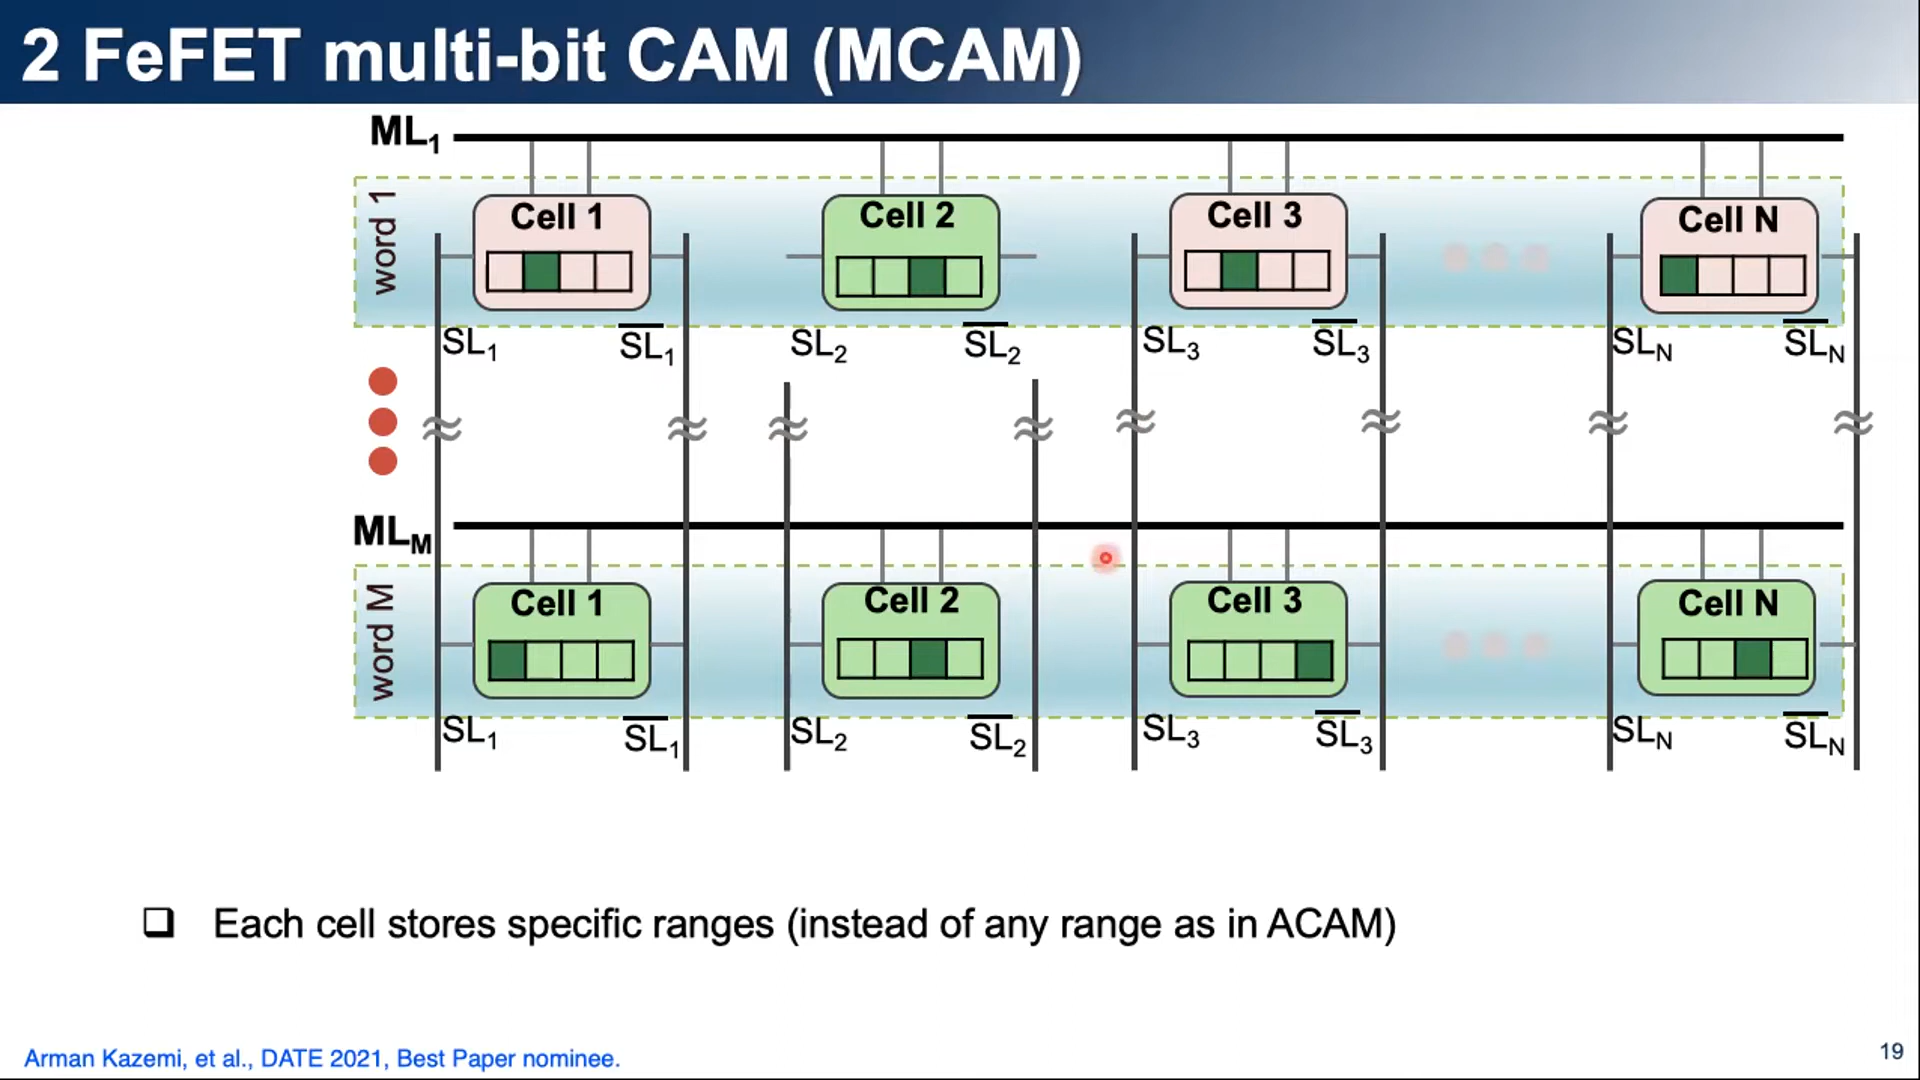 2 FeFET multi-bit CAM (MCAM)
ML1
word 1
Cell 1 Cell 2 Cell 3 Cell N
SL1 SL1 SL2 SL2 SL3 SL3 SLN SLN
MLM
word M
Cell 1 Cell 2 Cell 3 Cell N
SL1 SL1 SL2 SL2 SL3 SL3 SLN SLN
Each cell stores specific ranges (instead of any range as in ACAM)
Arman Kazemi, et al., DATE 2021, Best Paper nominee.
19